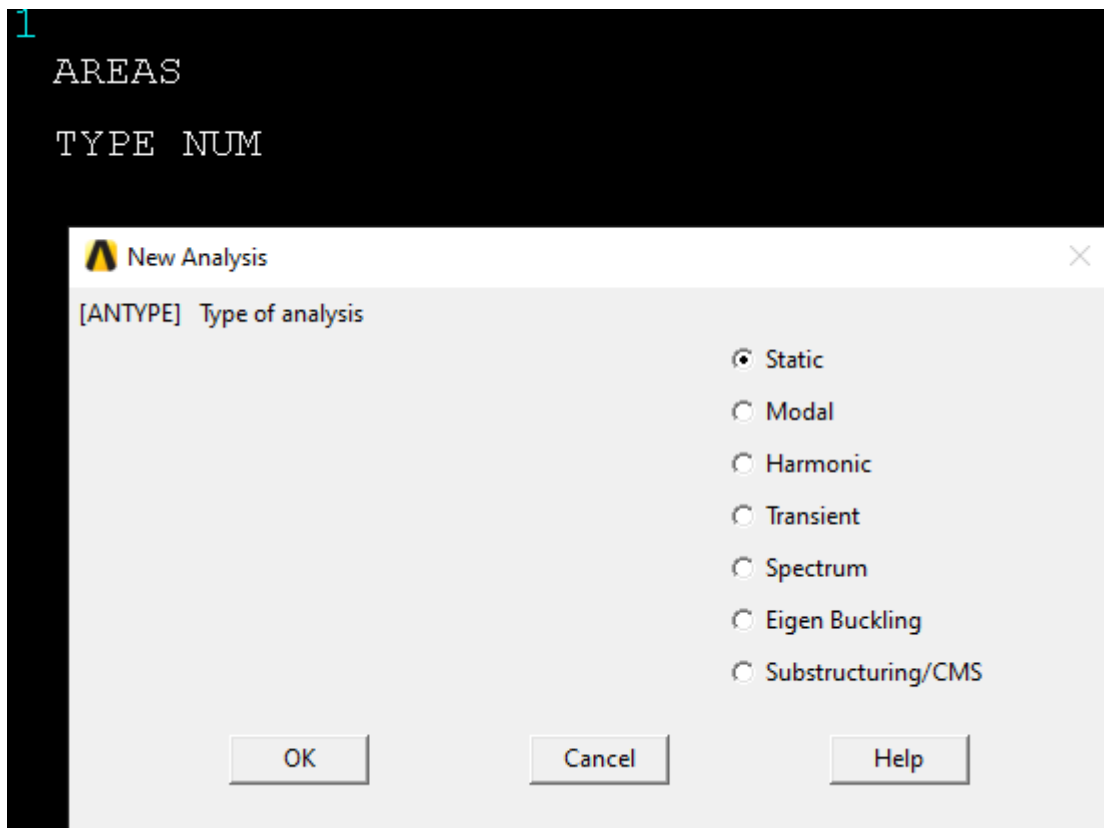 1
AREAS
TYPE NUM
New Analysis
[ANTYPE] Type of analysis
Static
Modal
Harmonic
Transient
Spectrum
Eigen Buckling
Substructuring/CMS
OK Cancel Help